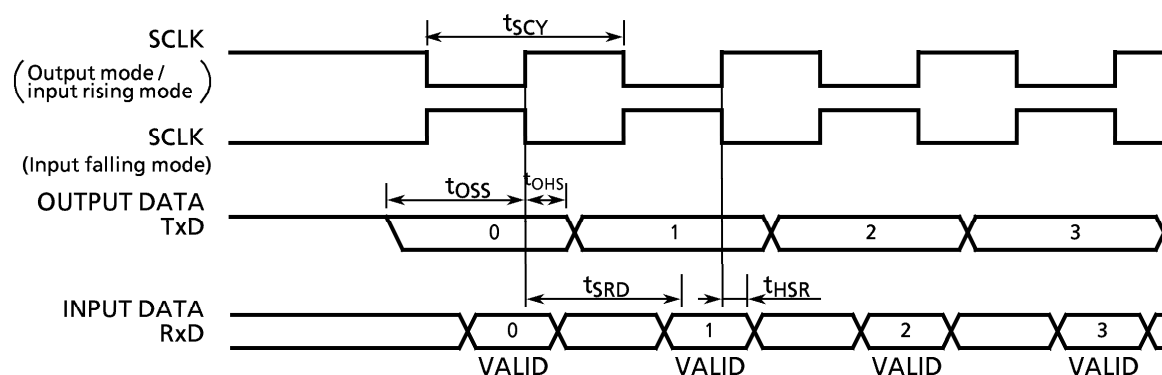 tSCY
SCLK
(Output mode /
input rising mode)
SCLK
(Input falling mode)
tOSS
tOHS
OUTPUT DATA
TxD
0
1
2
3
tSRD
tHSR
INPUT DATA
RxD
0
1
2
3
VALID
VALID
VALID
VALID